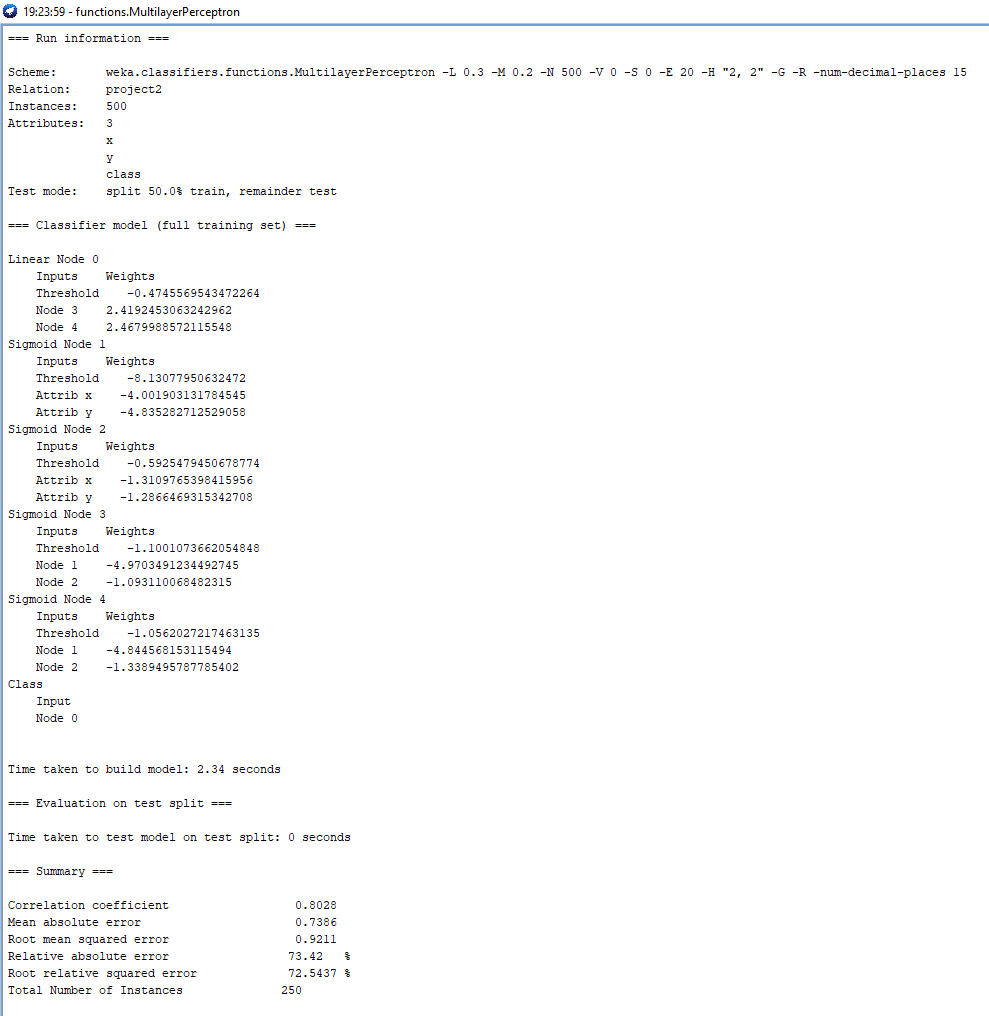 19:23:59 - functions.MultilayerPerceptron
=== Run information ===
Scheme: weka.classifiers.functions.MultilayerPerceptron -L 0.3 -M 0.2 -N 500 -V 0 -S 0 -E 20 -H "2, 2" -G -R -num-decimal-places 15
Relation: project2
Instances: 500
Attributes: 3
x
y
class
Test mode: split 50.0% train, remainder test
=== Classifier model (full training set) ===
Linear Node 0
Inputs Weights
Threshold -0.4745569543472264
Node 3 2.4192453063242962
Node 4 2.4679988572115548
Sigmoid Node 1
Inputs Weights
Threshold -8.13077950632472
Attrib x -4.001903131784545
Attrib y -4.835282712529058
Sigmoid Node 2
Inputs Weights
Threshold -0.5925479450678774
Attrib x -1.3109765398415956
Attrib y -1.2866469315342708
Sigmoid Node 3
Inputs Weights
Threshold -1.1001073662054848
Node 1 -4.9703491234492745
Node 2 -1.093110068482315
Sigmoid Node 4
Inputs Weights
Threshold -1.0562027217463135
Node 1 -4.844568153115494
Node 2 -1.3389495787785402
Class
Input
Node 0
Time taken to build model: 2.34 seconds
=== Evaluation on test split ===
Time taken to test model on test split: 0 seconds
=== Summary ===
Correlation coefficient 0.8028
Mean absolute error 0.7386
Root mean squared error 0.9211
Relative absolute error 73.42 %
Root relative squared error 72.5437 %
Total Number of Instances 250